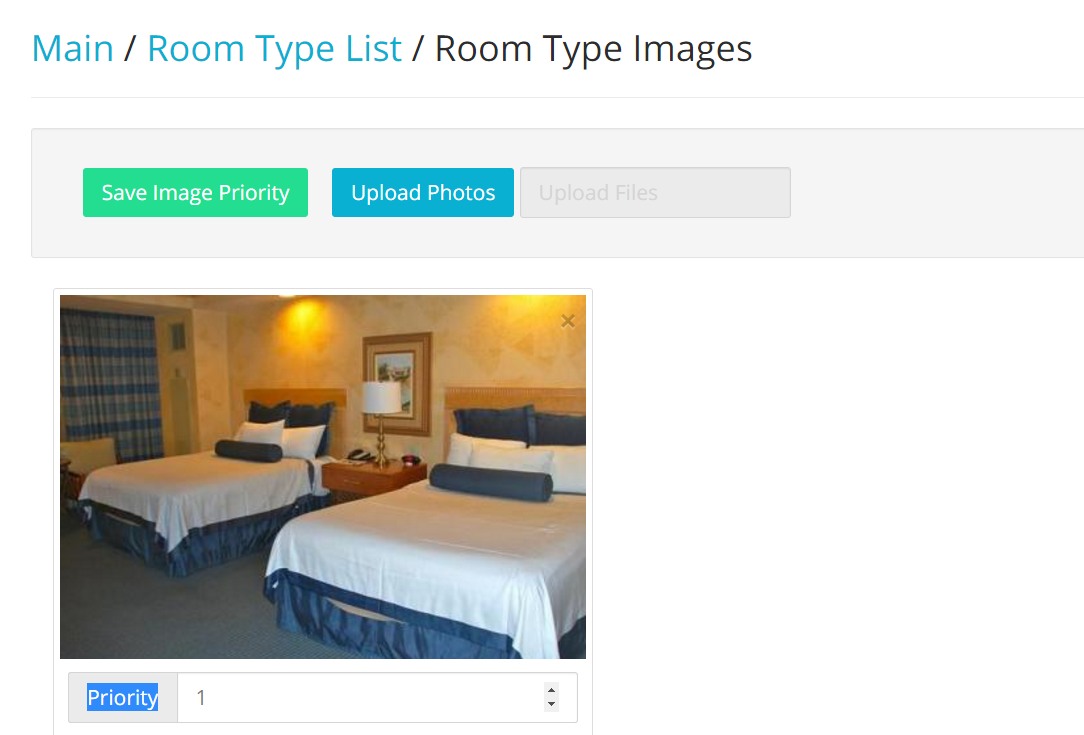 Main / Room Type List / Room Type Images
Save Image Priority Upload Photos Upload Files
×
Priority 1